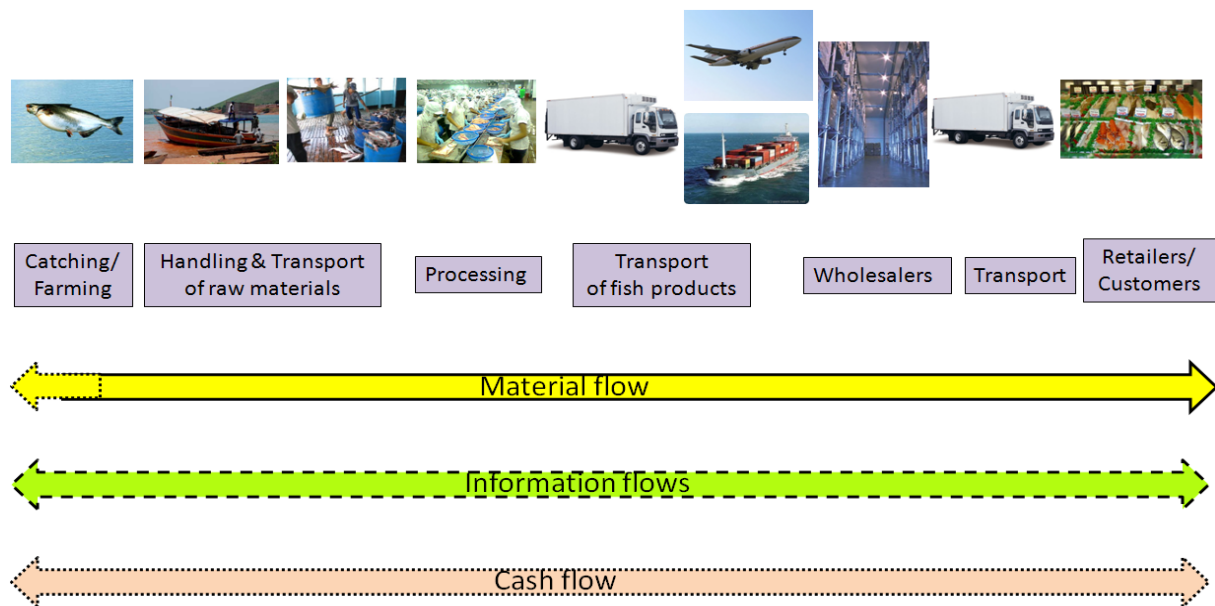 Catching/
Farming
Handling & Transport
of raw materials
Processing
Transport
of fish products
Wholesalers
Transport
Retailers/
Customers
Material flow
Information flows
Cash flow